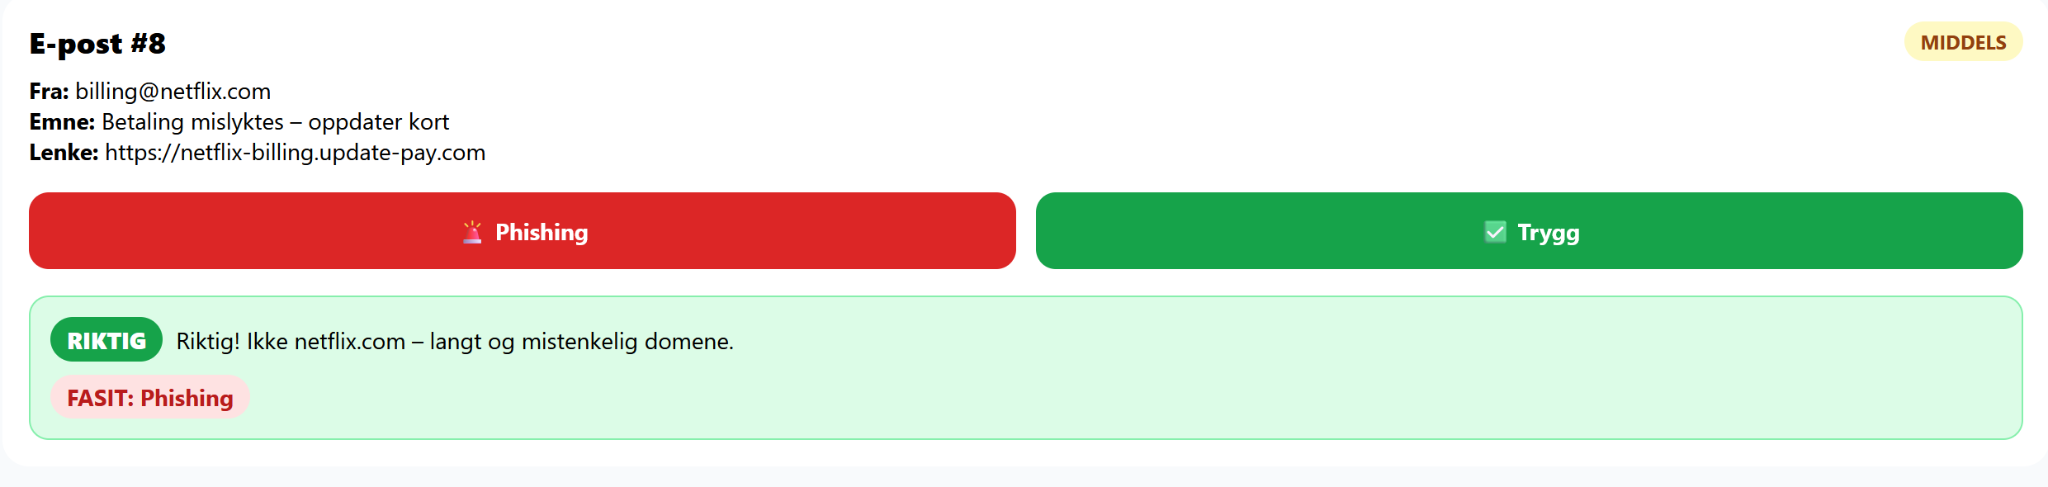 E-post #8
MIDDELS
Fra: billing@netflix.com
Emne: Betaling mislyktes – oppdater kort
Lenke: https://netflix-billing.update-pay.com
🚨 Phishing
✅ Trygg
RIKTIG Riktig! Ikke netflix.com – langt og mistenkelig domene.
FASIT: Phishing